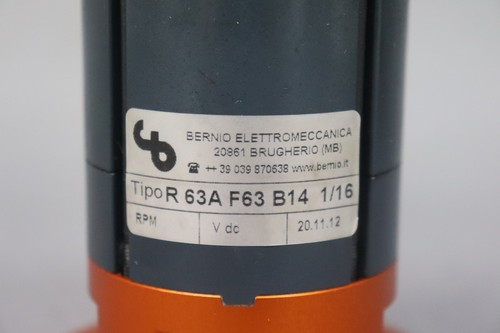 BERNIO ELETTROMECCANICA
20861 BRUGHERIO (MB)
☎ ++ 39 039 870638 www.bernio.it
Tipo R 63A F63 B14 1/16
RPM V dc 20.11.12